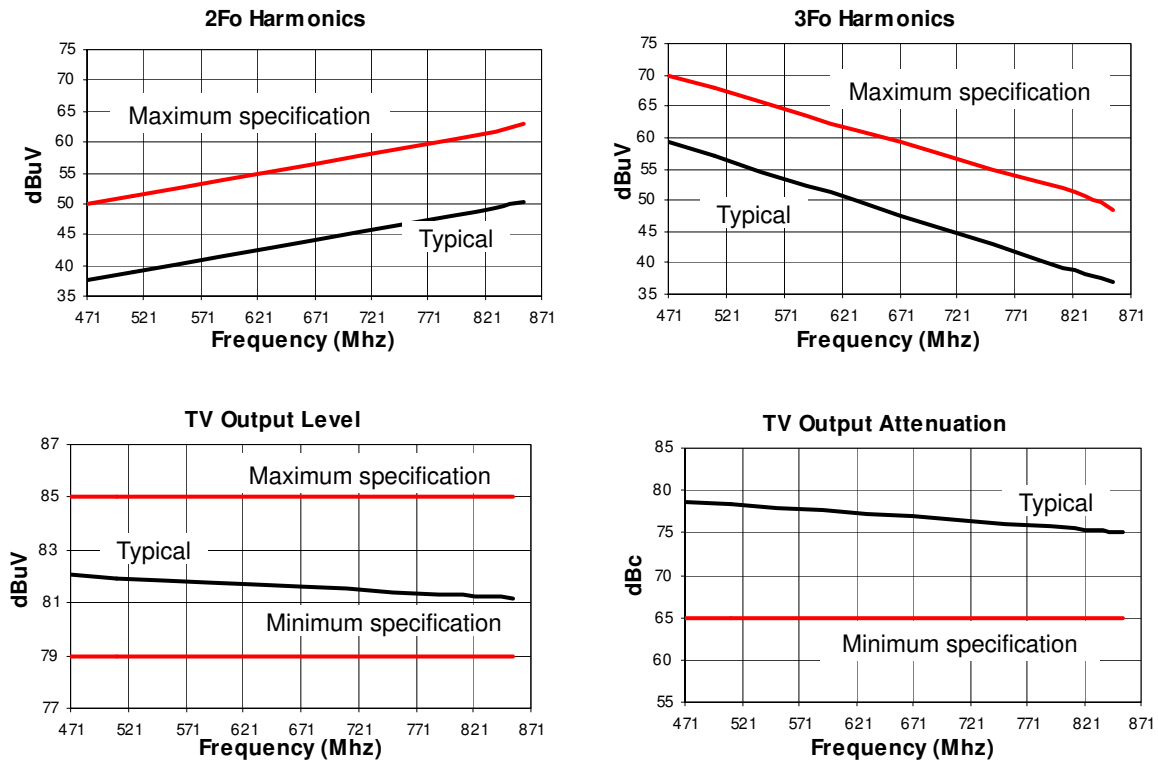 2Fo Harmonics
75
70
65
60
55
50
45
40
35
dBuV
Maximum specification
Typical
471 521 571 621 671 721 771 821 871
Frequency (Mhz)
3Fo Harmonics
75
70
65
60
55
50
45
40
35
dBuV
Maximum specification
Typical
471 521 571 621 671 721 771 821 871
Frequency (Mhz)
TV Output Level
87
85
83
81
79
77
dBuV
Maximum specification
Typical
Minimum specification
471 521 571 621 671 721 771 821 871
Frequency (Mhz)
TV Output Attenuation
85
80
75
70
65
60
55
dBc
Typical
Minimum specification
471 521 571 621 671 721 771 821 871
Frequency (Mhz)